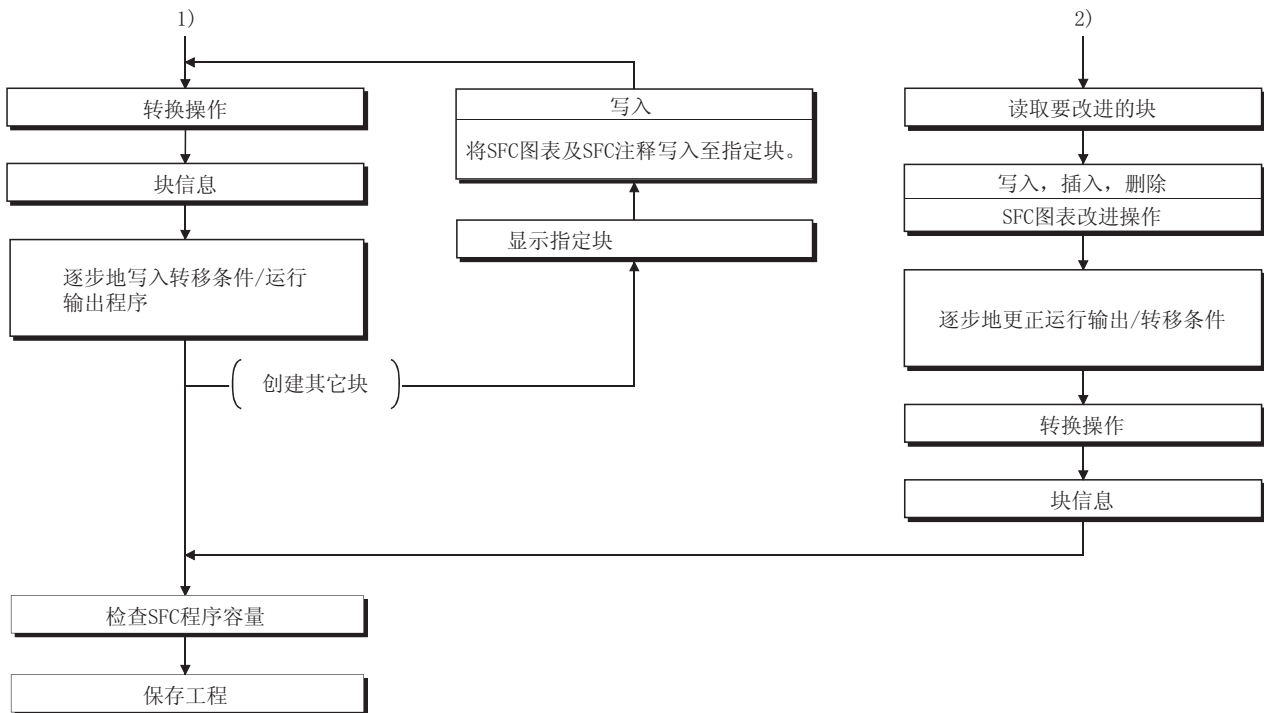 1)
转换操作
块信息
逐步地写入转移条件/运行
输出程序
创建其它块
写入
将SFC图表及SFC注释写入至指定块。
显示指定块
2)
读取要改进的块
写入，插入，删除
SFC图表改进操作
逐步地更正运行输出/转移条件
转换操作
块信息
检查SFC程序容量
保存工程